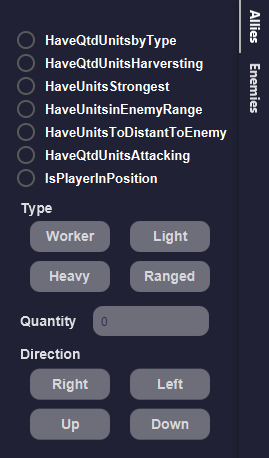 HaveQtdUnitsbyType
HaveQtdUnitsHarversting
HaveUnitsStrongest
HaveUnitsinEnemyRange
HaveUnitsToDistantToEnemy
HaveQtdUnitsAttacking
IsPlayerInPosition
Type
Worker Light
Heavy Ranged
Quantity 0
Direction
Right Left
Up Down
Allies
Enemies